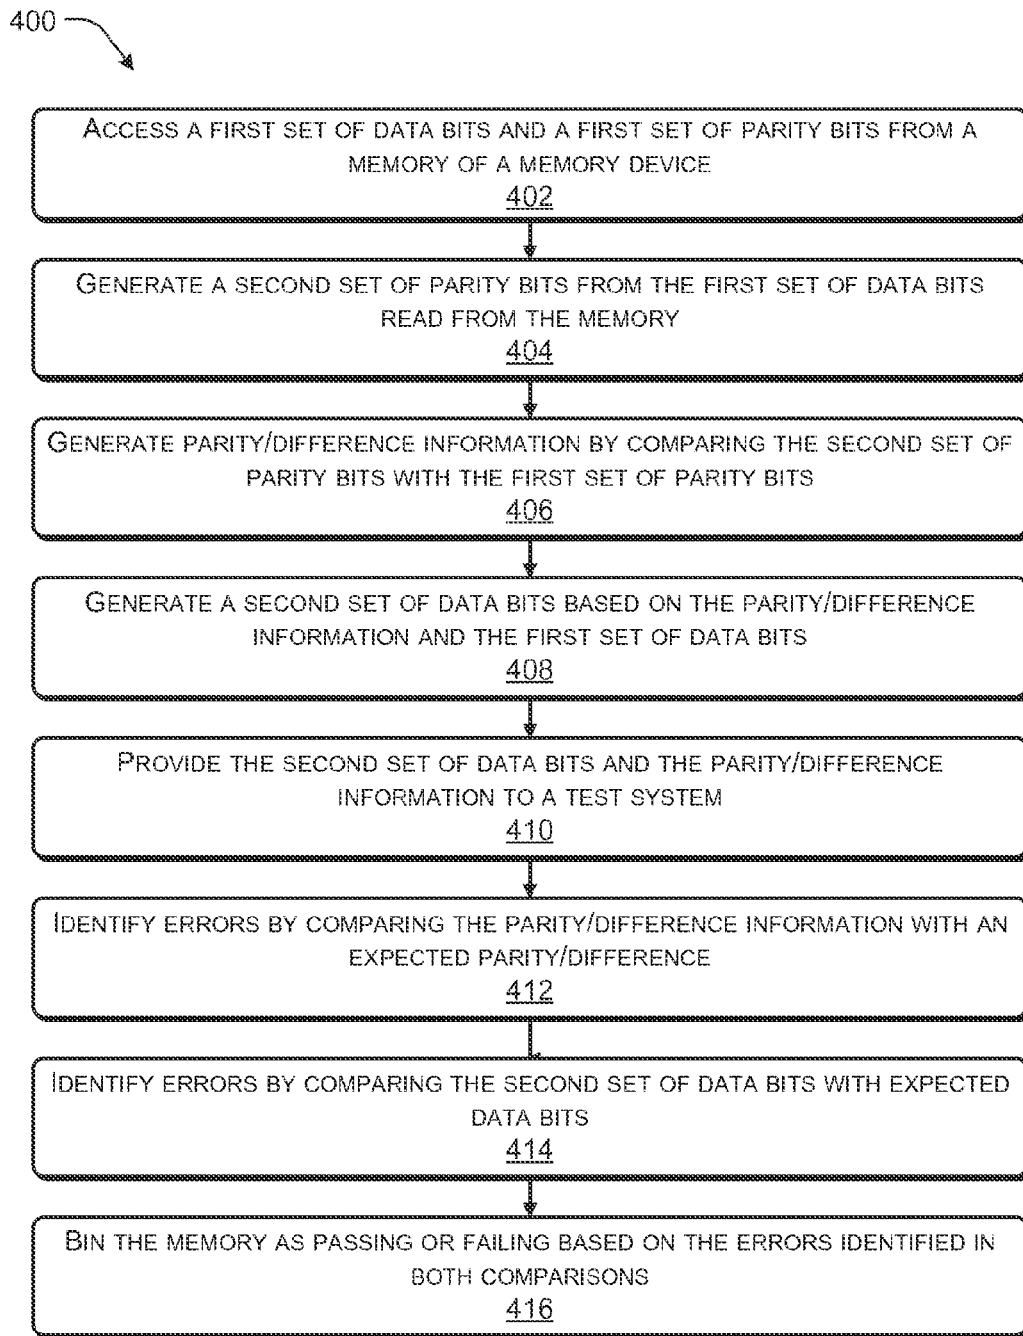 400
ACCESS A FIRST SET OF DATA BITS AND A FIRST SET OF PARITY BITS FROM A
MEMORY OF A MEMORY DEVICE
402
GENERATE A SECOND SET OF PARITY BITS FROM THE FIRST SET OF DATA BITS
READ FROM THE MEMORY
404
GENERATE PARITY/DIFFERENCE INFORMATION BY COMPARING THE SECOND SET OF
PARITY BITS WITH THE FIRST SET OF PARITY BITS
406
GENERATE A SECOND SET OF DATA BITS BASED ON THE PARITY/DIFFERENCE
INFORMATION AND THE FIRST SET OF DATA BITS
408
PROVIDE THE SECOND SET OF DATA BITS AND THE PARITY/DIFFERENCE
INFORMATION TO A TEST SYSTEM
410
IDENTIFY ERRORS BY COMPARING THE PARITY/DIFFERENCE INFORMATION WITH AN
EXPECTED PARITY/DIFFERENCE
412
IDENTIFY ERRORS BY COMPARING THE SECOND SET OF DATA BITS WITH EXPECTED
DATA BITS
414
BIN THE MEMORY AS PASSING OR FAILING BASED ON THE ERRORS IDENTIFIED IN
BOTH COMPARISONS
416